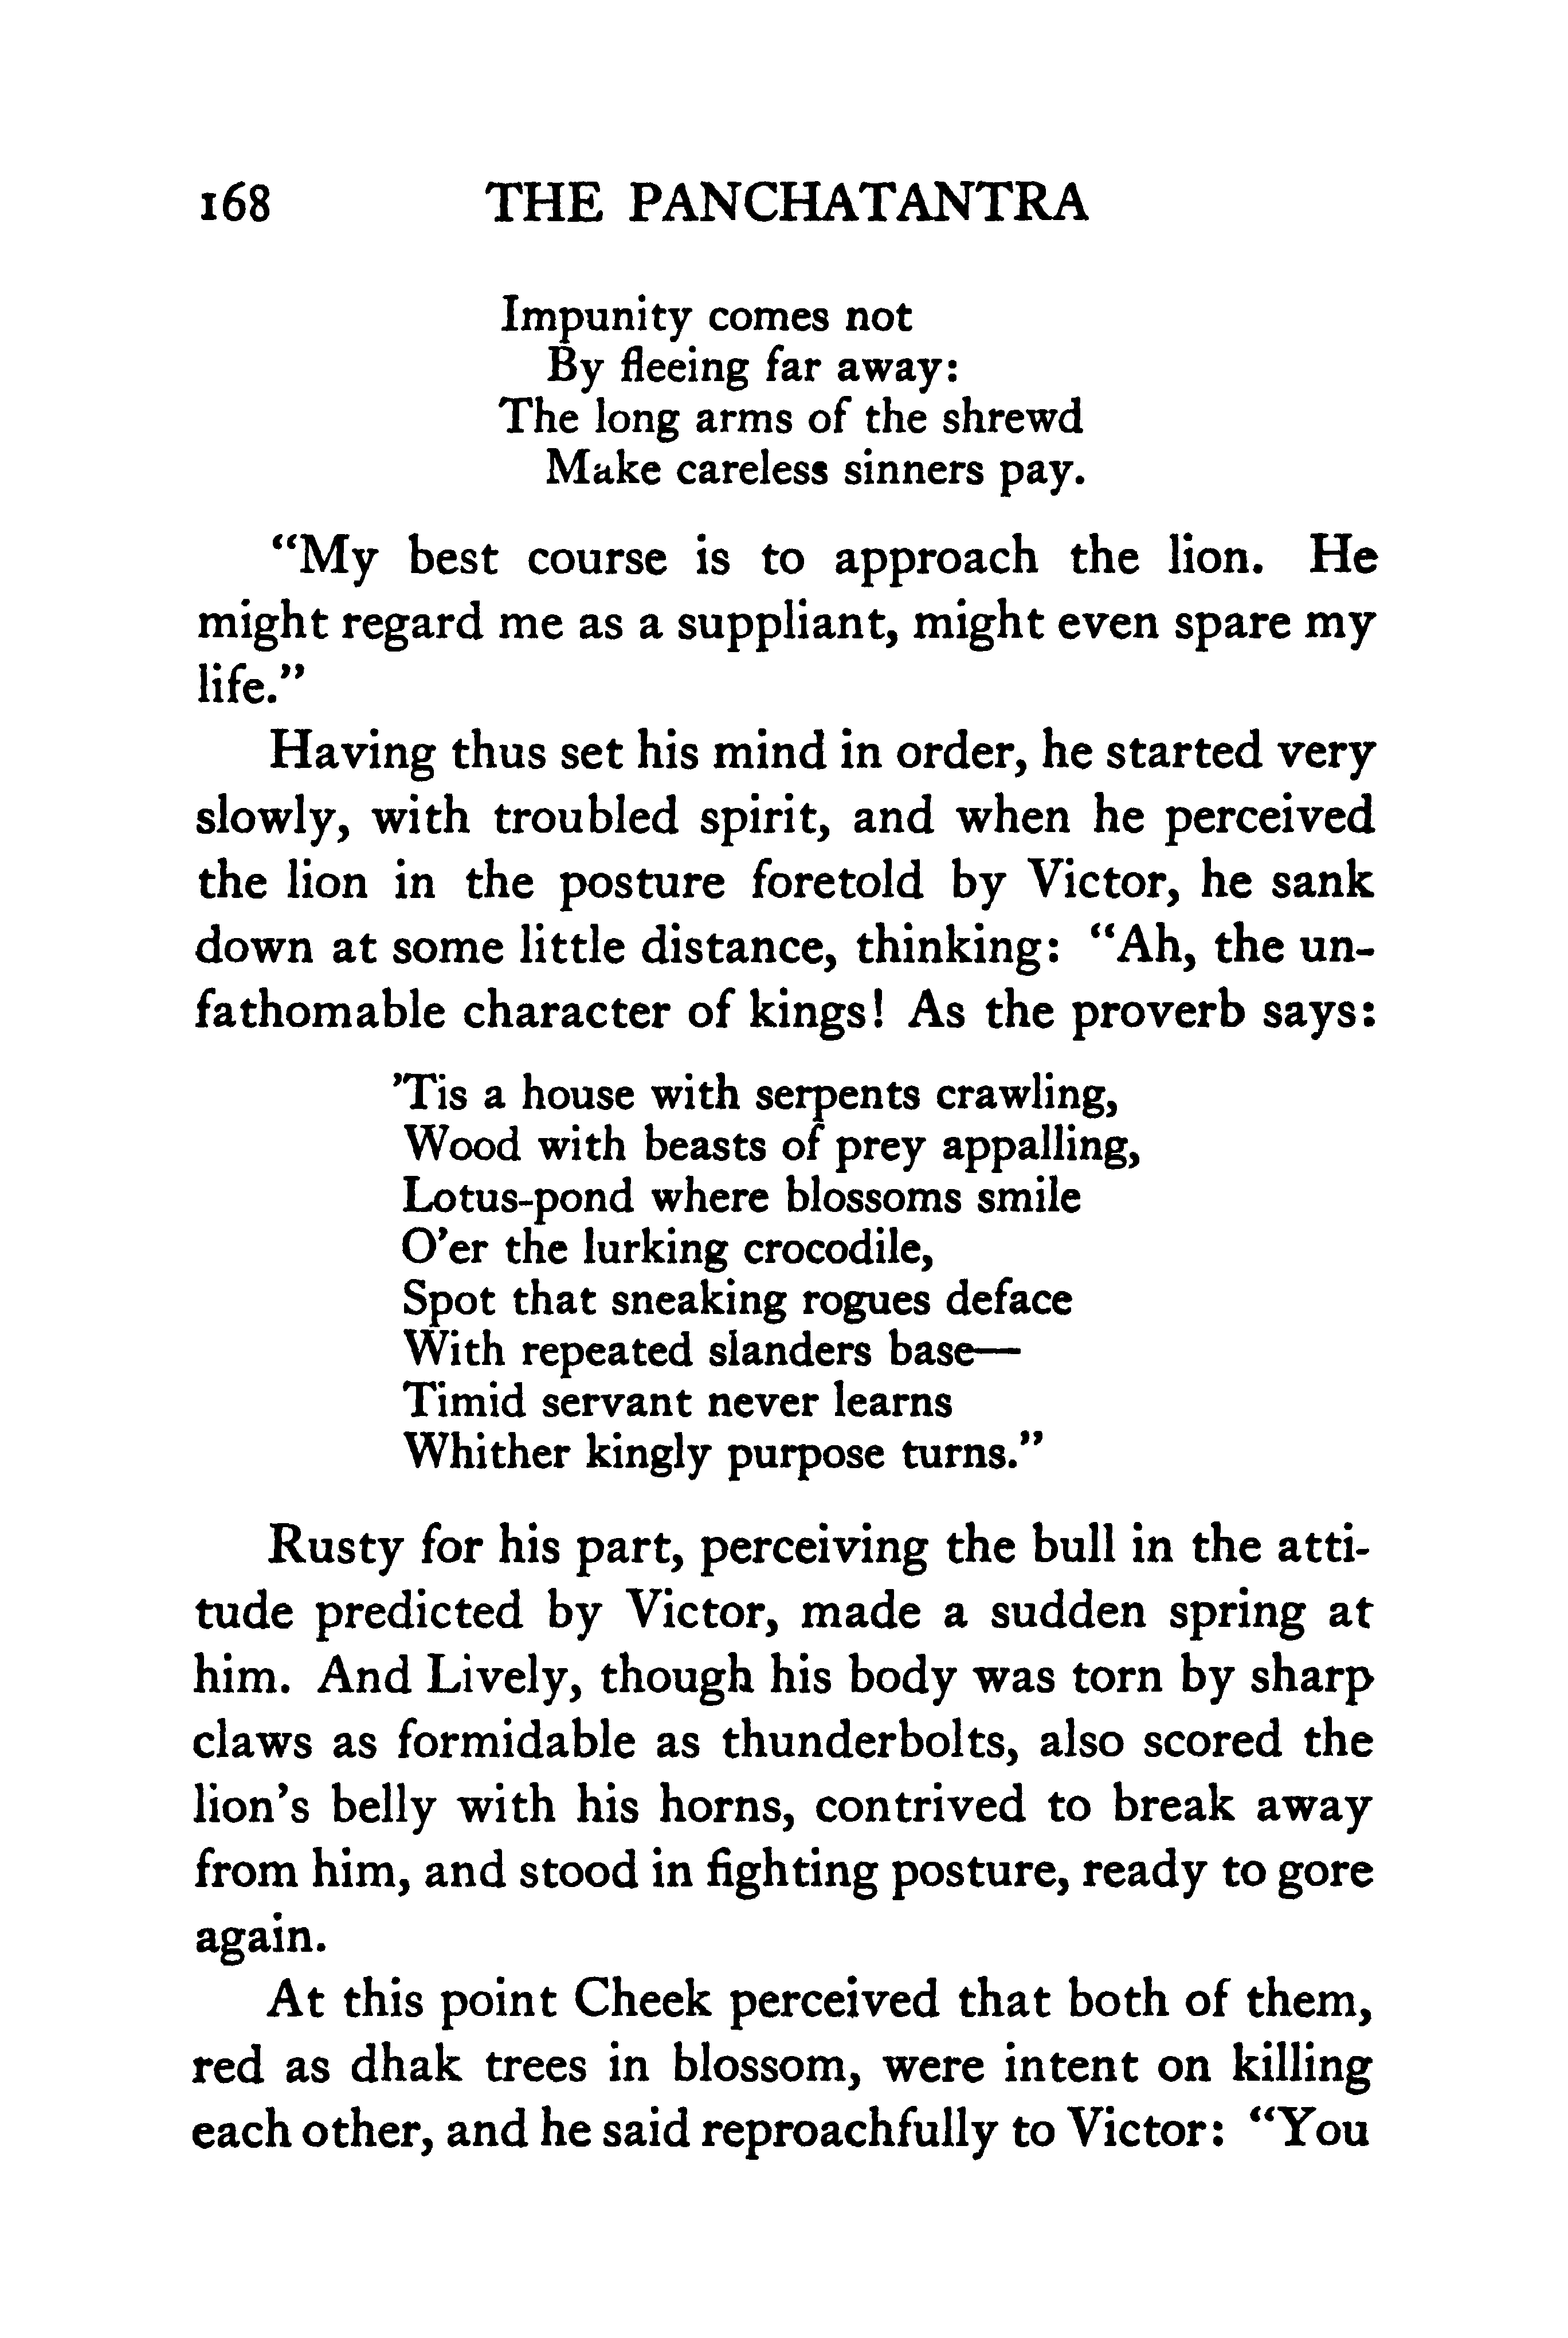 168 THE PANCHATANTRA
Impunity comes not
By fleeing far away:
The long arms of the shrewd
Make careless sinners pay.
“My best course is to approach the lion. He
might regard me as a suppliant, might even spare my
life.”
Having thus set his mind in order, he started very
slowly, with troubled spirit, and when he perceived
the lion in the posture foretold by Victor, he sank
down at some little distance, thinking: “Ah, the un-
fathomable character of kings! As the proverb says:
’Tis a house with serpents crawling,
Wood with beasts of prey appalling,
Lotus-pond where blossoms smile
O’er the lurking crocodile,
Spot that sneaking rogues deface
With repeated slanders base—
Timid servant never learns
Whither kingly purpose turns.”
Rusty for his part, perceiving the bull in the atti-
tude predicted by Victor, made a sudden spring at
him. And Lively, though his body was torn by sharp
claws as formidable as thunderbolts, also scored the
lion’s belly with his horns, contrived to break away
from him, and stood in fighting posture, ready to gore
again.
At this point Cheek perceived that both of them,
red as dhak trees in blossom, were intent on killing
each other, and he said reproachfully to Victor: “You